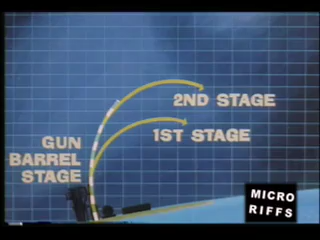 2ND STAGE
1ST STAGE
GUN
BARREL
STAGE
MICRO
RIFFS